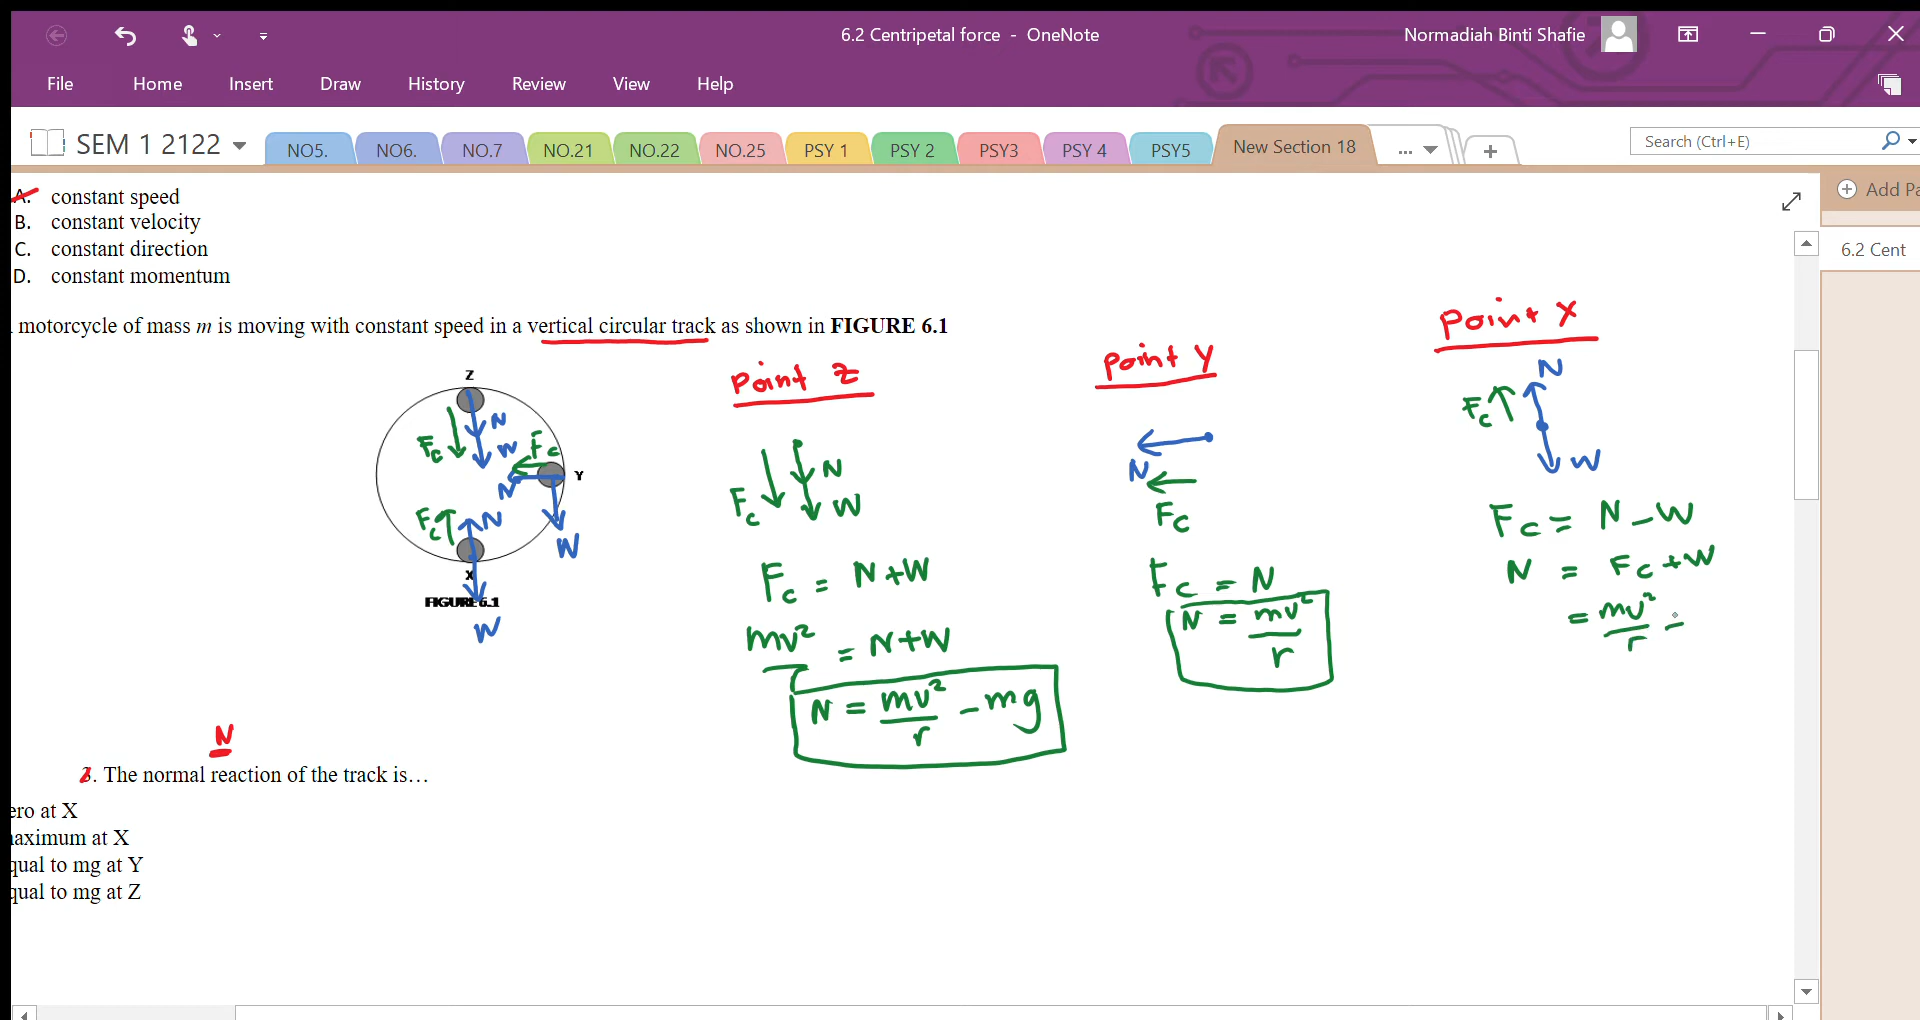 6.2 Centripetal force - OneNote
Normadiah Binti Shafie
File Home Insert Draw History Review View Help
SEM 1 2122
NO5. NO6. NO.7 NO.21 NO.22 NO.25 PSY 1 PSY 2 PSY3 PSY 4 PSY5 New Section 18 ... +
Search (Ctrl+E)
Add Pa
6.2 Cent
A. constant speed
B. constant velocity
C. constant direction
D. constant momentum
motorcycle of mass m is moving with constant speed in a vertical circular track as shown in FIGURE 6.1
Z
N
W
Fc
Fc
Y
N
W
Fc
N
X
W
FIGURE 6.1
Point Z
N
Fc W
Fc = N+W
mv² = N+W
N = mv²/r - mg
Point Y
N
Fc
Fc = N
N = mv²/r
Point X
N
Fc
W
Fc = N-W
N = Fc+W
= mv²/r -
N
3. The normal reaction of the track is...
ero at X
aximum at X
qual to mg at Y
qual to mg at Z